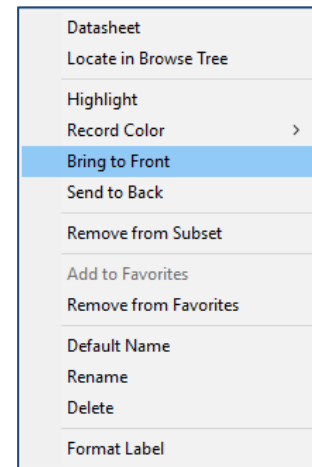 Datasheet
Locate in Browse Tree
Highlight
Record Color
Bring to Front
Send to Back
Remove from Subset
Add to Favorites
Remove from Favorites
Default Name
Rename
Delete
Format Label